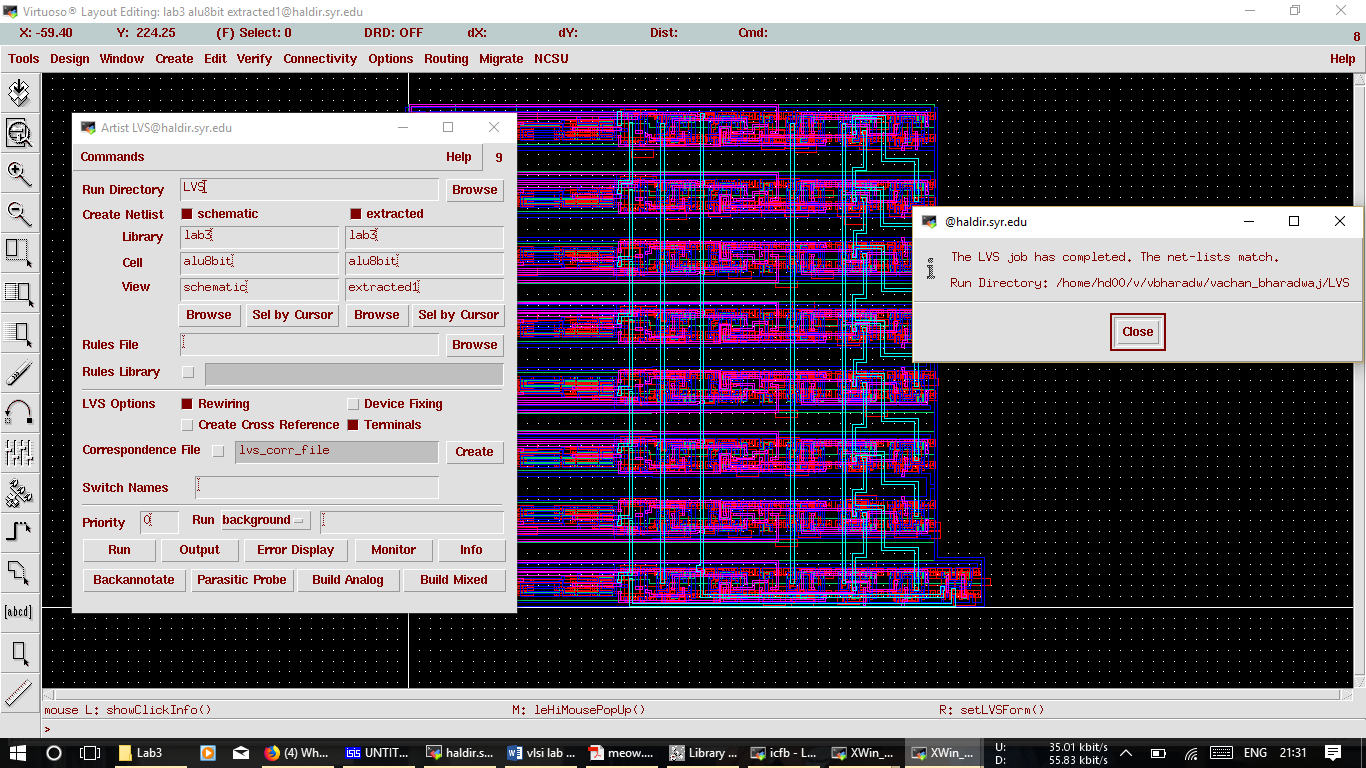 Virtuoso® Layout Editing: lab3 alu8bit extracted1@haldir.syr.edu
X: -59.40 Y: 224.25 (F) Select: 0 DRD: OFF dX: dY: Dist: Cmd: 8
Tools Design Window Create Edit Verify Connectivity Options Routing Migrate NCSU Help
[abcd]
Artist LVS@haldir.syr.edu
Commands Help 9
Run Directory LVS Browse
Create Netlist schematic extracted
Library lab3 lab3
Cell alu8bit alu8bit
View schematic extracted1
Browse Sel by Cursor Browse Sel by Cursor
Rules File Browse
Rules Library
LVS Options Rewiring Device Fixing
Create Cross Reference Terminals
Correspondence File lvs_corr_file Create
Switch Names
Priority 0 Run background
Run Output Error Display Monitor Info
Backannotate Parasitic Probe Build Analog Build Mixed
@haldir.syr.edu
The LVS job has completed. The net-lists match.
Run Directory: /home/hd00/v/vbharadw/vachan_bharadwaj/LVS
Close
mouse L: showClickInfo() M: leHiMousePopUp() R: setLVSForm()
>
Lab3 (4) Wh... ISIS UNTIT... haldir.s... vlsi lab ... meow.... Library ... icfb - L... XWin_... XWin_... U: 35.01 kbit/s ENG 21:31
D: 55.83 kbit/s